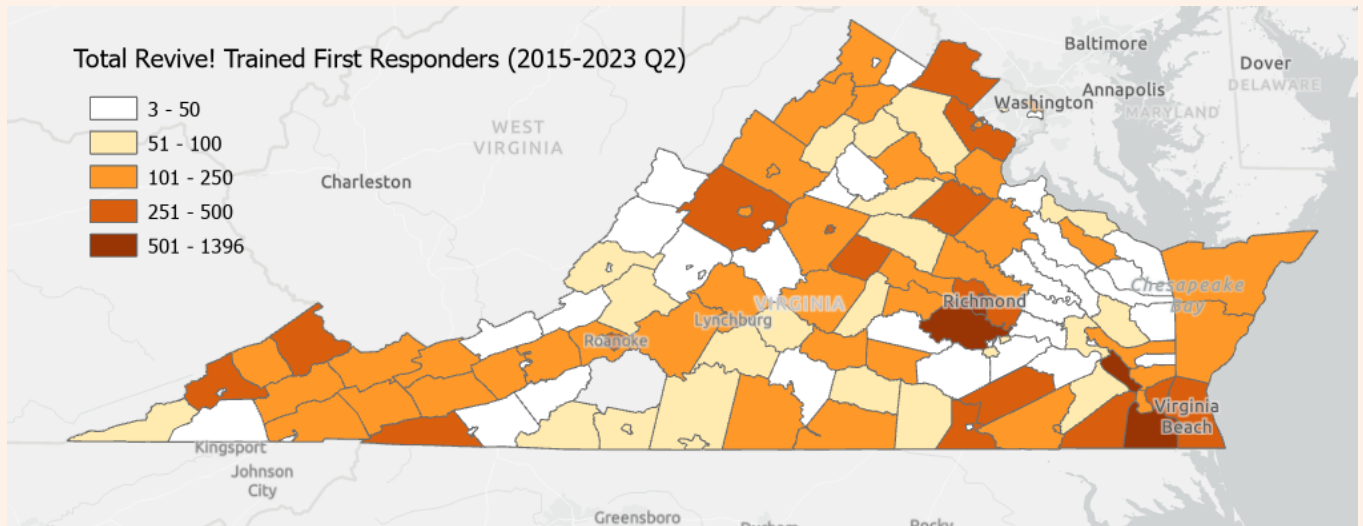 Total Revive! Trained First Responders (2015-2023 Q2)
3 - 50
51 - 100
101 - 250
251 - 500
501 - 1396
Baltimore
Dover
Annapolis
DELAWARE
Washington
MARYLAND
WEST
VIRGINIA
Charleston
Chesapeake
Bay
Richmond
VIRGINIA
Lynchburg
Roanoke
Virginia
Beach
Kingsport
Johnson
City
Greensboro